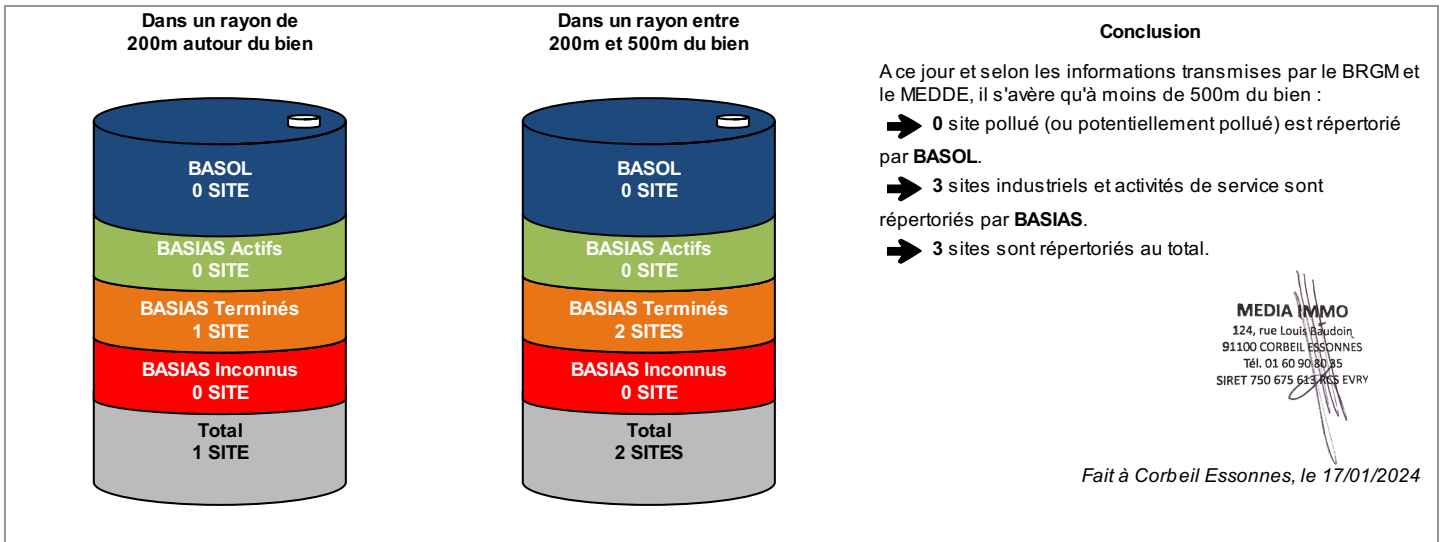 Dans un rayon de
200m autour du bien
BASOL
0 SITE
BASIAS Actifs
0 SITE
BASIAS Terminés
1 SITE
BASIAS Inconnus
0 SITE
Total
1 SITE
Dans un rayon entre
200m et 500m du bien
BASOL
0 SITE
BASIAS Actifs
0 SITE
BASIAS Terminés
2 SITES
BASIAS Inconnus
0 SITE
Total
2 SITES
Conclusion
A ce jour et selon les informations transmises par le BRGM et
le MEDDE, il s'avère qu'à moins de 500m du bien :
0 site pollué (ou potentiellement pollué) est répertorié
par BASOL.
3 sites industriels et activités de service sont
répertoriés par BASIAS.
3 sites sont répertoriés au total.
MEDIA IMMO
124, rue Louis Baudoin
91100 CORBEIL ESSONNES
Tél. 01 60 90 80 85
SIRET 750 675 613 RCS EVRY
Fait à Corbeil Essonnes, le 17/01/2024